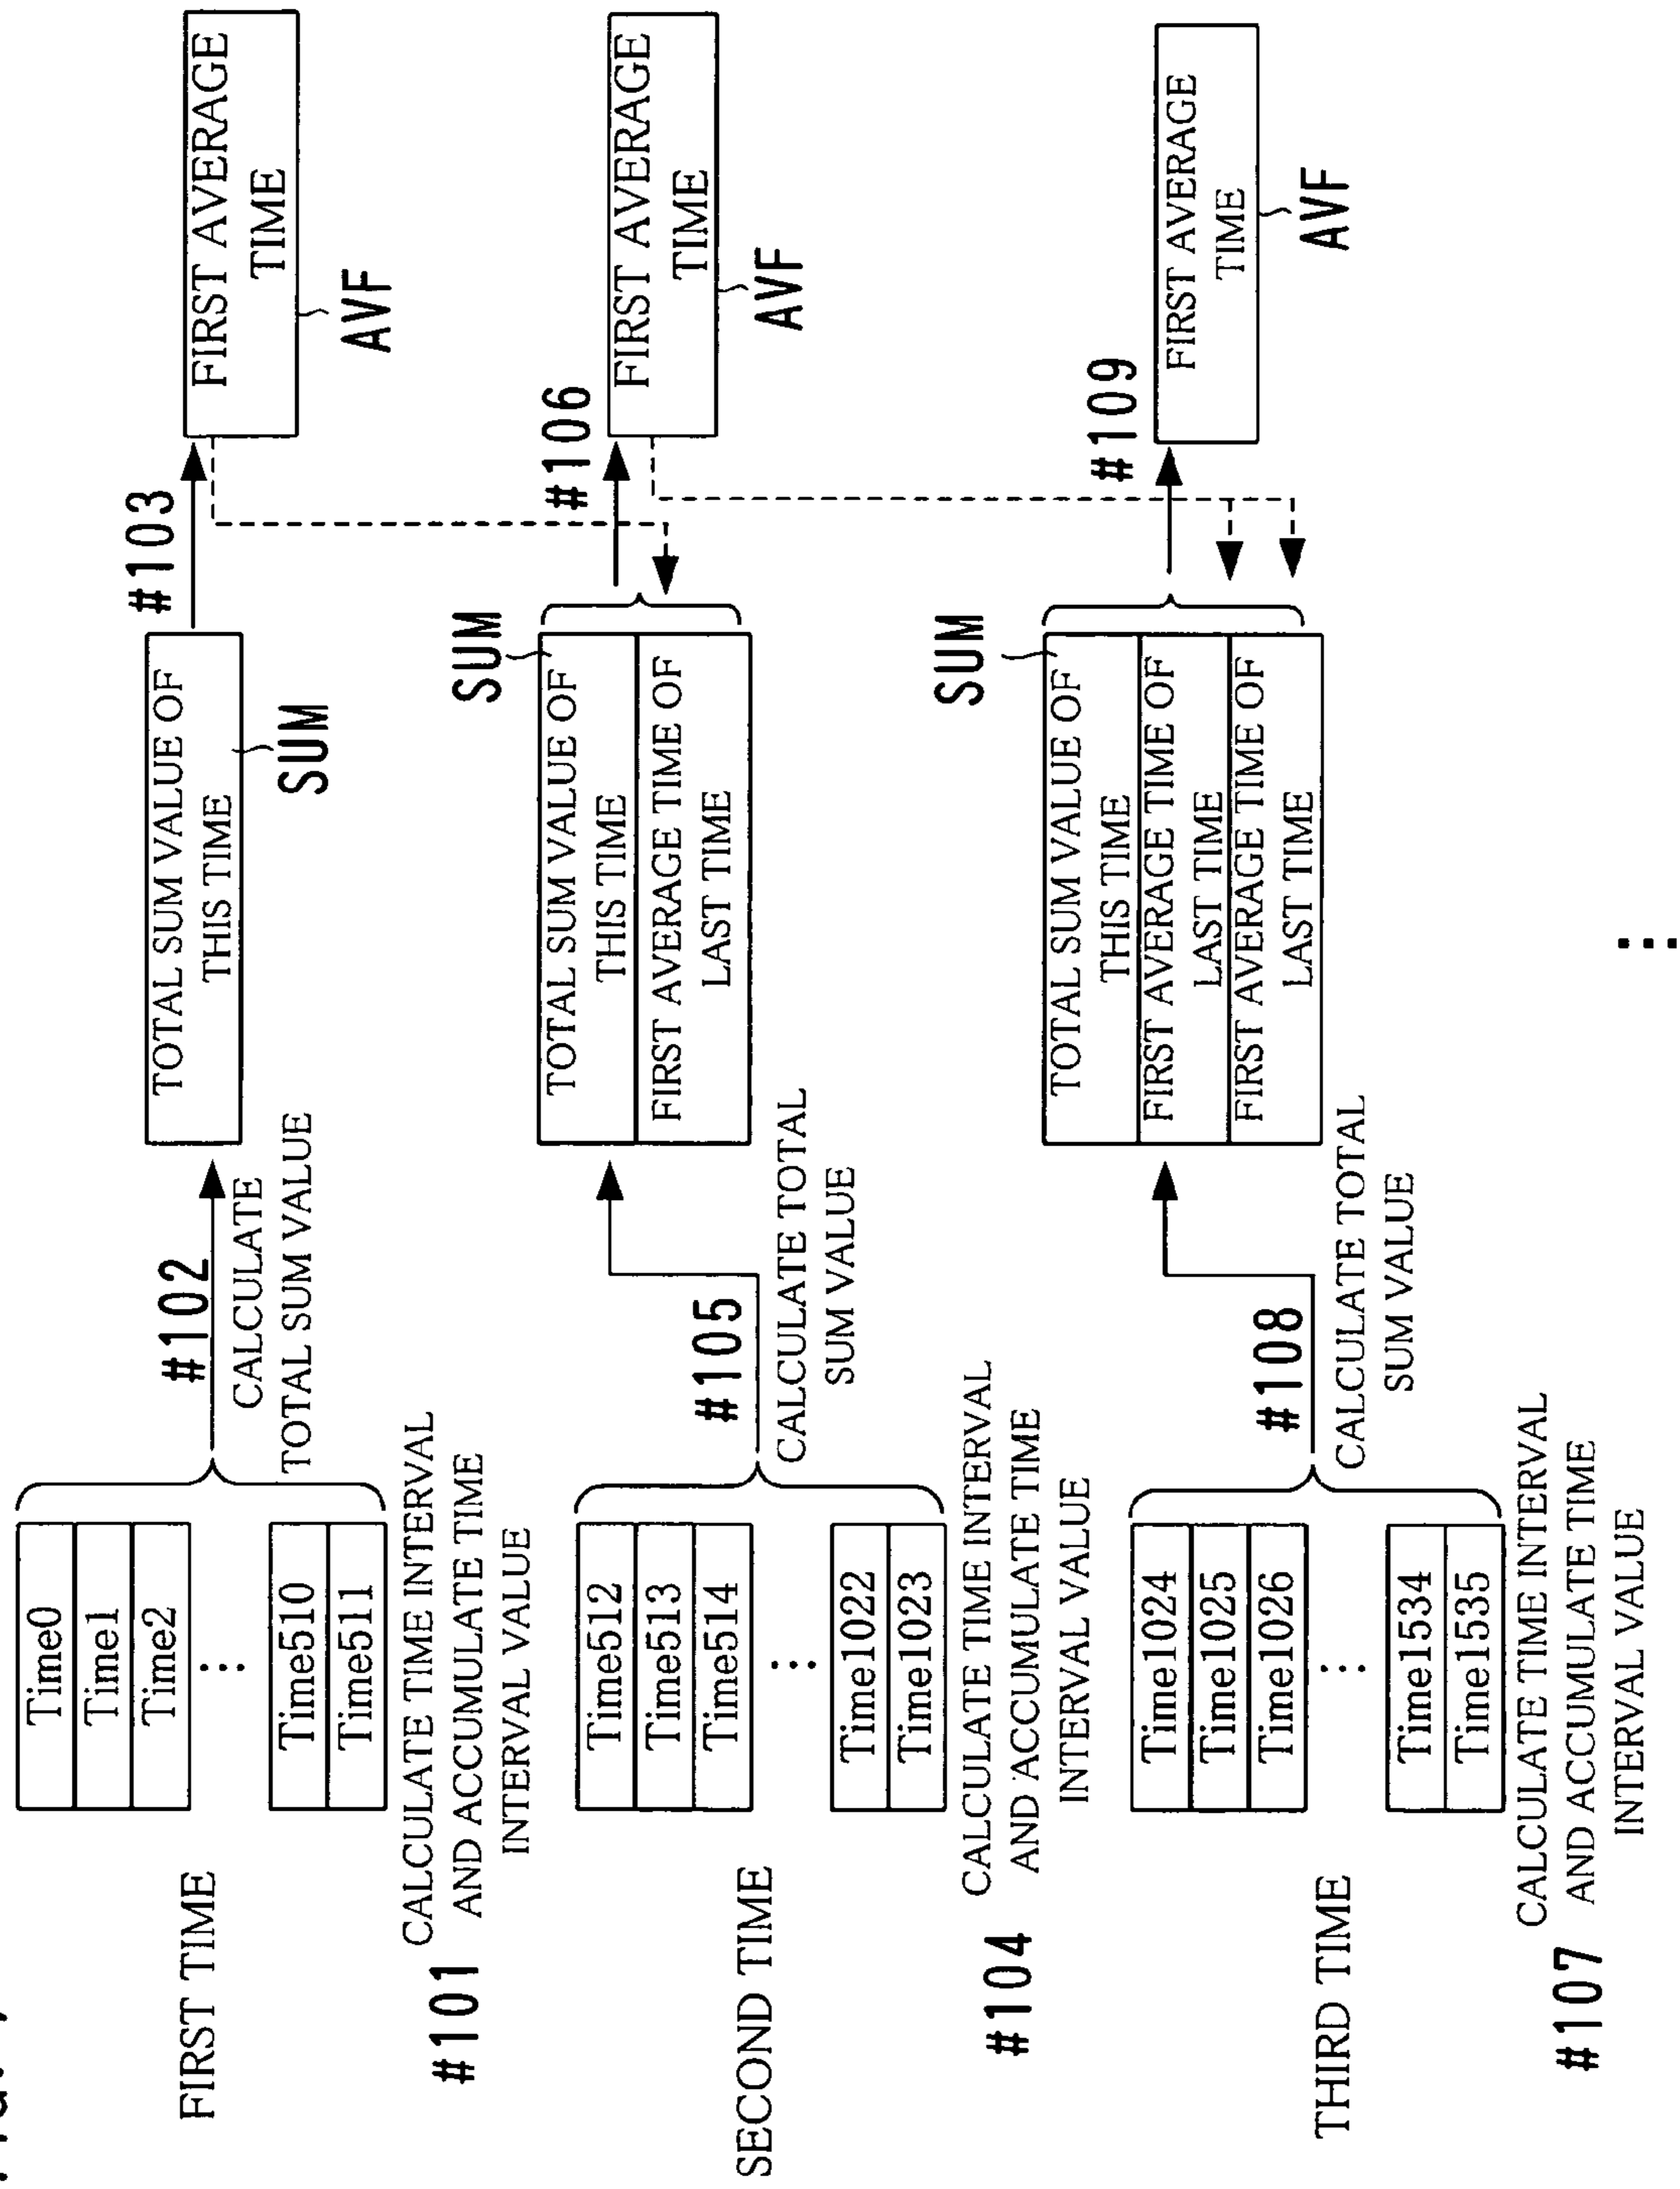 FIRST TIME
Time0
Time1
Time2
⋮
Time510
Time511
#101
CALCULATE TIME INTERVAL
AND ACCUMULATE TIME
INTERVAL VALUE
#102
CALCULATE
TOTAL SUM VALUE
TOTAL SUM VALUE OF
THIS TIME
SUM
#103
FIRST AVERAGE
TIME
AVF
SECOND TIME
Time512
Time513
Time514
⋮
Time1022
Time1023
#104
CALCULATE TIME INTERVAL
AND ACCUMULATE TIME
INTERVAL VALUE
#105
CALCULATE TOTAL
SUM VALUE
SUM
TOTAL SUM VALUE OF
THIS TIME
FIRST AVERAGE TIME OF
LAST TIME
#106
FIRST AVERAGE
TIME
AVF
THIRD TIME
Time1024
Time1025
Time1026
⋮
Time1534
Time1535
#107
CALCULATE TIME INTERVAL
AND ACCUMULATE TIME
INTERVAL VALUE
#108
CALCULATE TOTAL
SUM VALUE
SUM
TOTAL SUM VALUE OF
THIS TIME
FIRST AVERAGE TIME OF
LAST TIME
FIRST AVERAGE TIME OF
LAST TIME
#109
FIRST AVERAGE
TIME
AVF
⋮